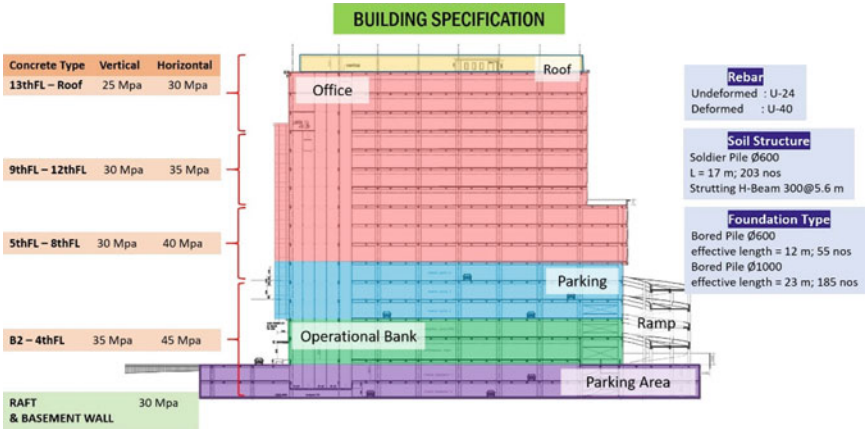 BUILDING SPECIFICATION
Concrete Type Vertical Horizontal
13thFL – Roof 25 Mpa 30 Mpa
9thFL – 12thFL 30 Mpa 35 Mpa
5thFL – 8thFL 30 Mpa 40 Mpa
B2 – 4thFL 35 Mpa 45 Mpa
RAFT 30 Mpa
& BASEMENT WALL
Roof
Office
Parking
Ramp
Operational Bank
Parking Area
Rebar
Undeformed : U-24
Deformed : U-40
Soil Structure
Soldier Pile Ø600
L = 17 m; 203 nos
Strutting H-Beam 300@5.6 m
Foundation Type
Bored Pile Ø600
effective length = 12 m; 55 nos
Bored Pile Ø1000
effective length = 23 m; 185 nos